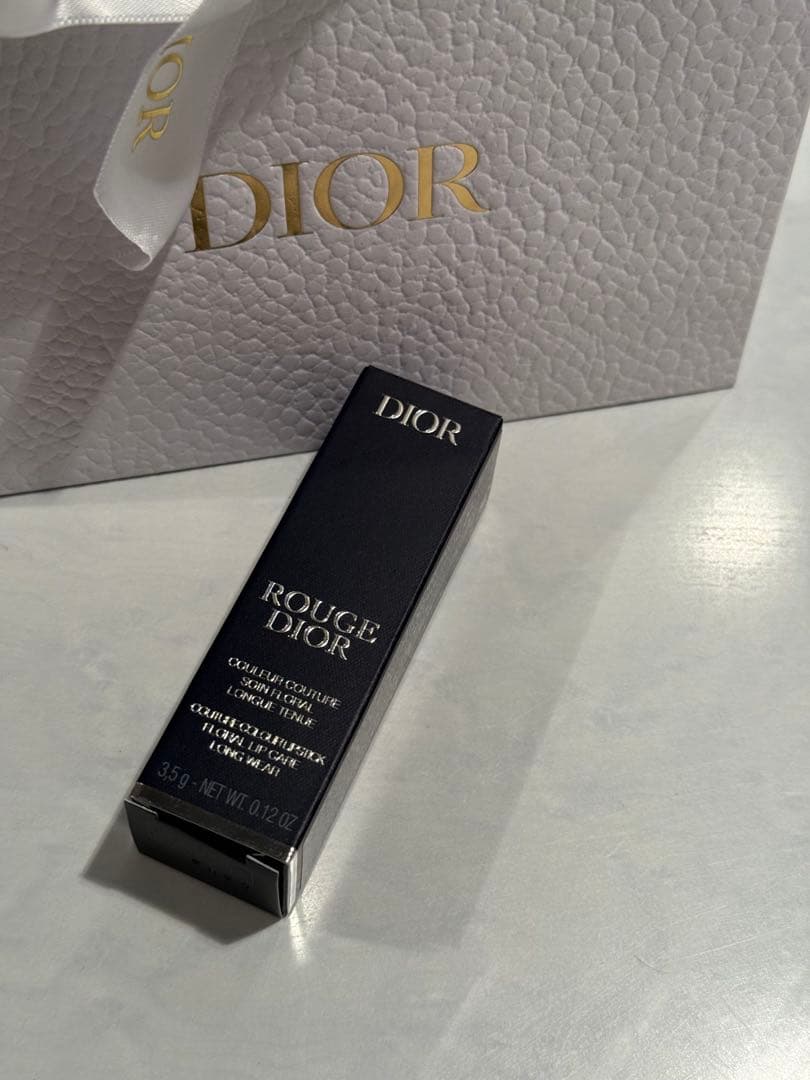 IOR
DIOR
DIOR
ROUGE
DIOR
COULEUR COUTURE
SOIN FLORAL
LONGUE TENUE
COUTURE COLOUR LIPSTICK
FLORAL LIP CARE
LONG WEAR
3,5 g - NET WT. 0.12 OZ